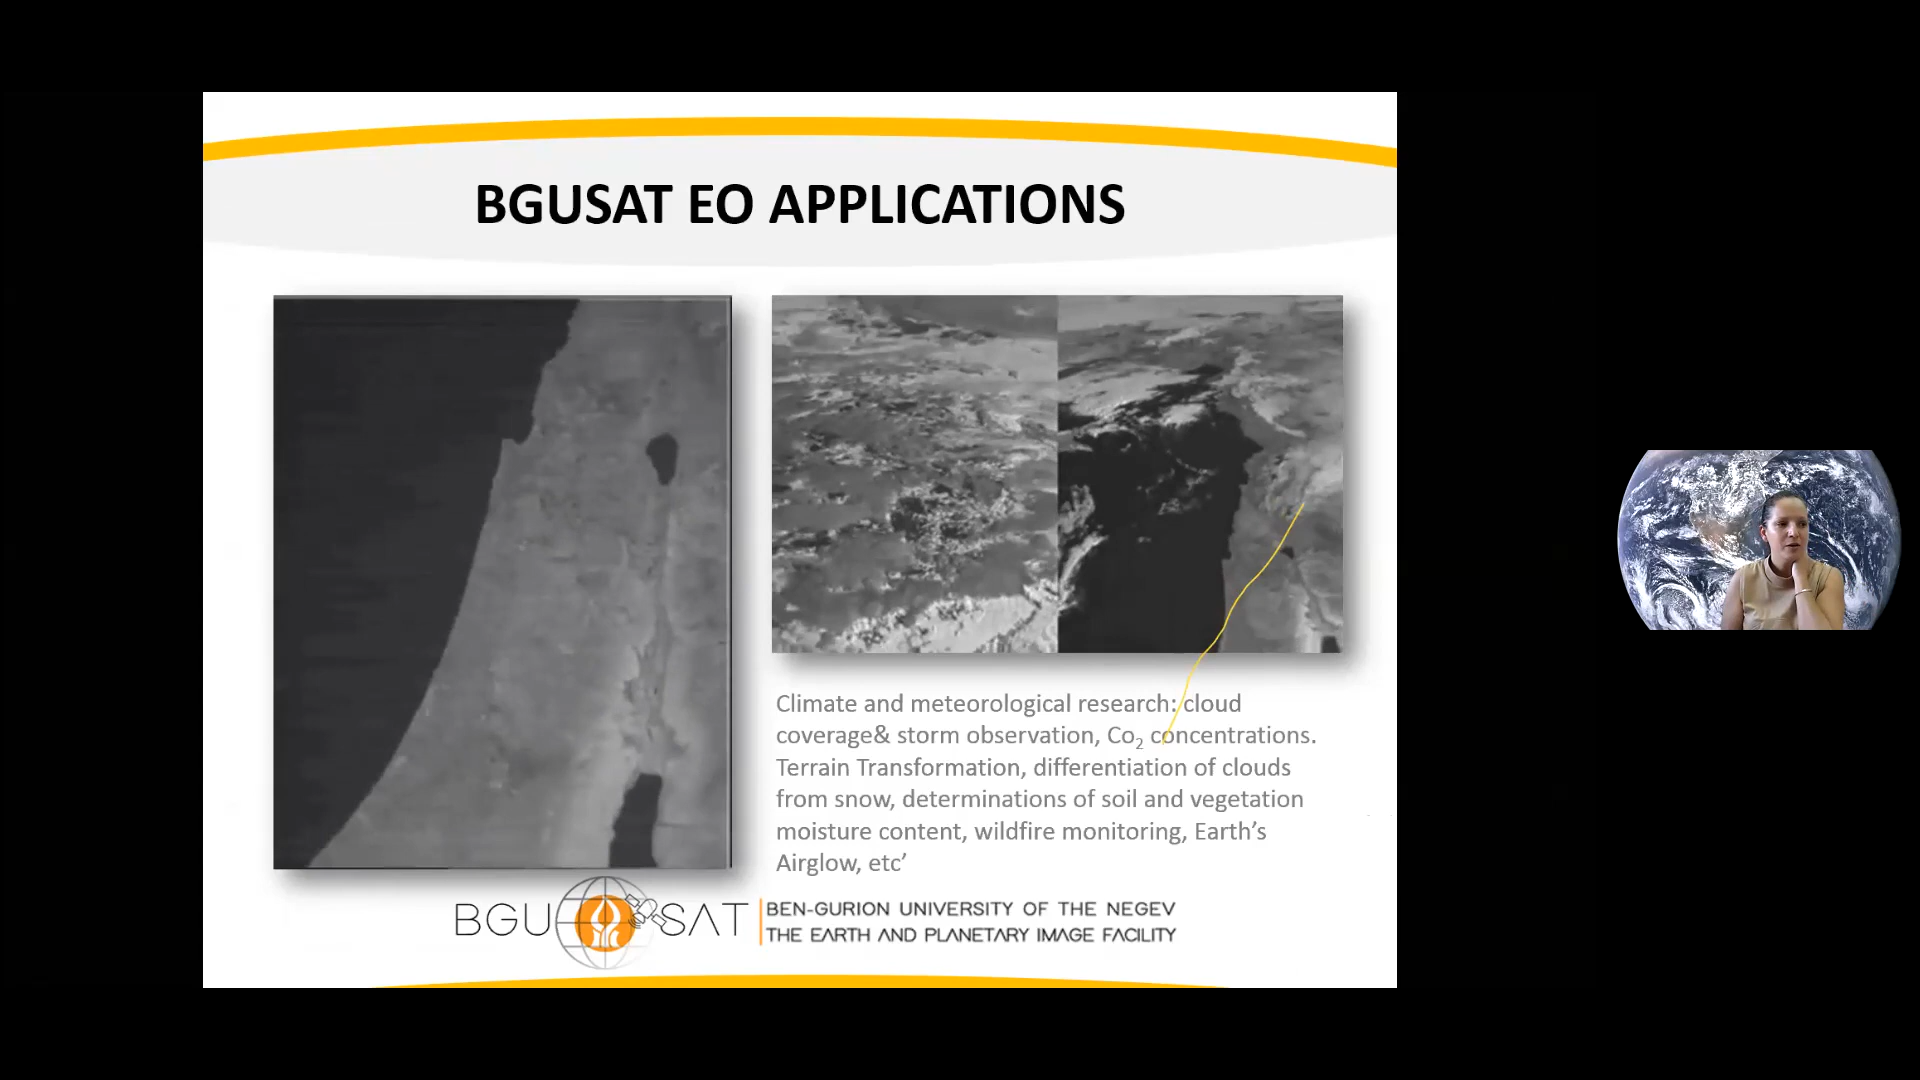 BGUSAT EO APPLICATIONS
Climate and meteorological research: cloud
coverage& storm observation, Co₂ concentrations.
Terrain Transformation, differentiation of clouds
from snow, determinations of soil and vegetation
moisture content, wildfire monitoring, Earth’s
Airglow, etc’
BGU SAT
BEN-GURION UNIVERSITY OF THE NEGEV
THE EARTH AND PLANETARY IMAGE FACILITY